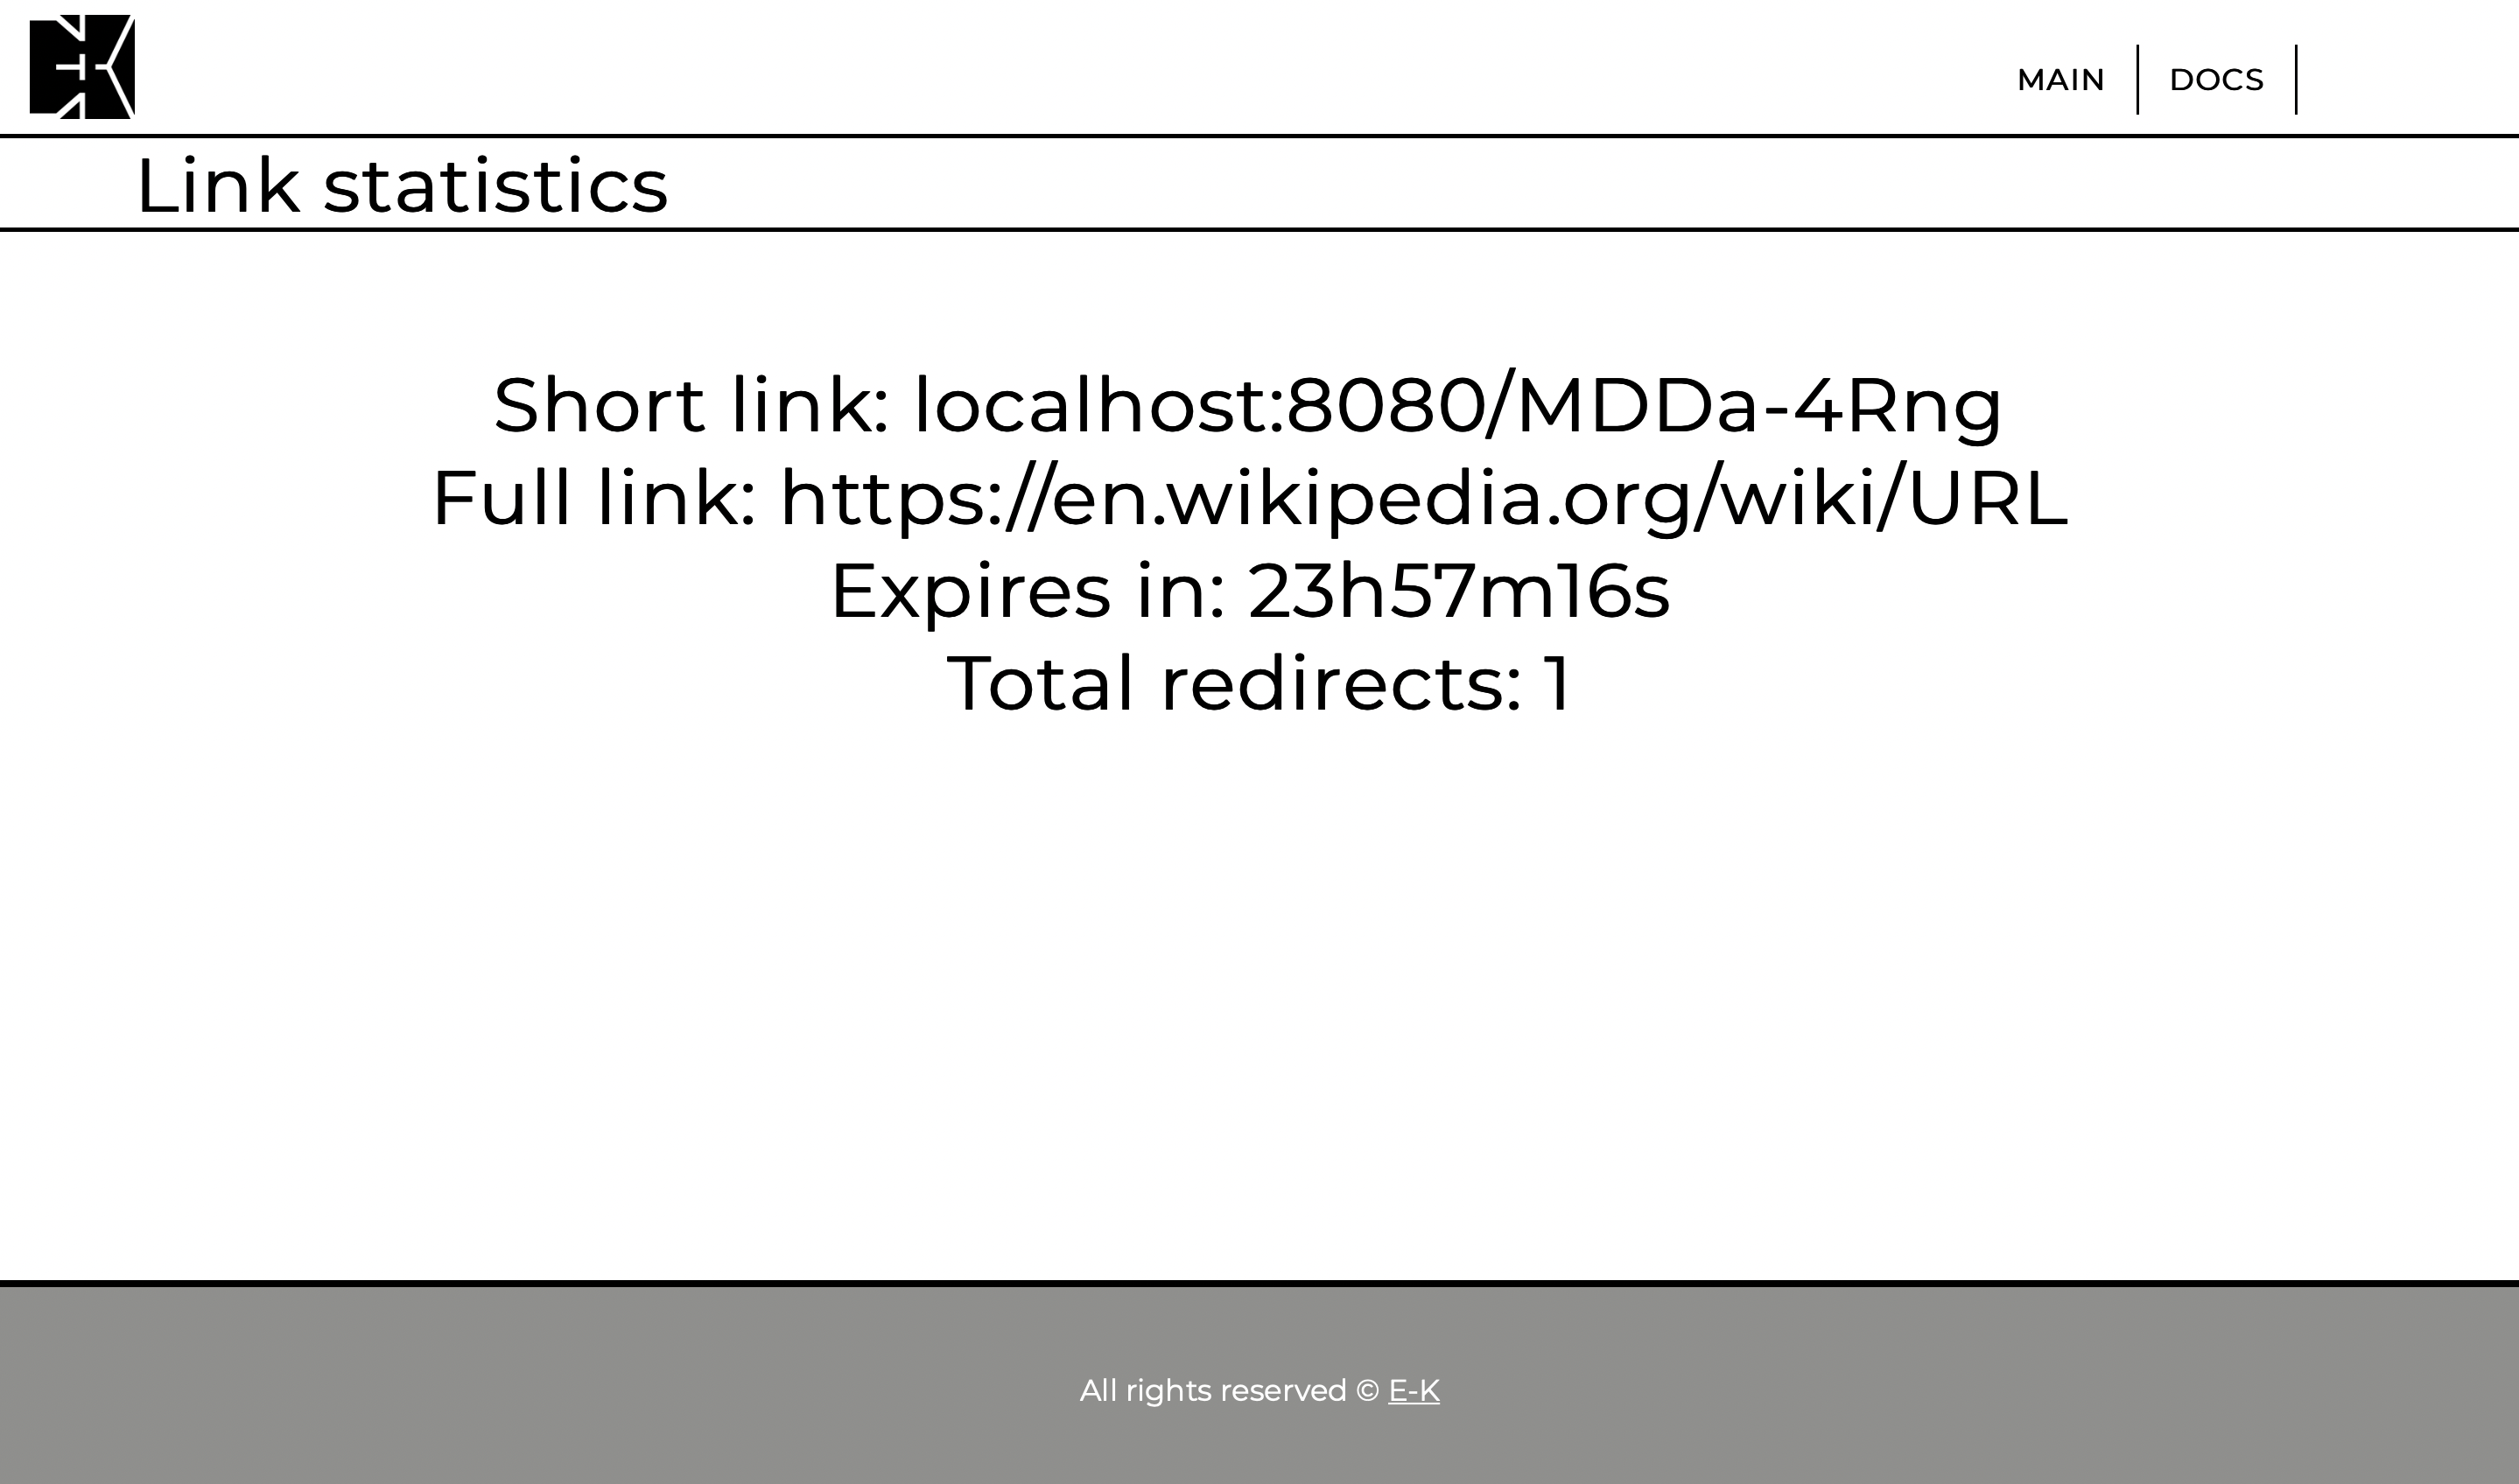 MAIN
DOCS
Link statistics
Short link: localhost:8080/MDDa-4Rng
Full link: https://en.wikipedia.org/wiki/URL
Expires in: 23h57m16s
Total redirects: 1
All rights reserved © E-K